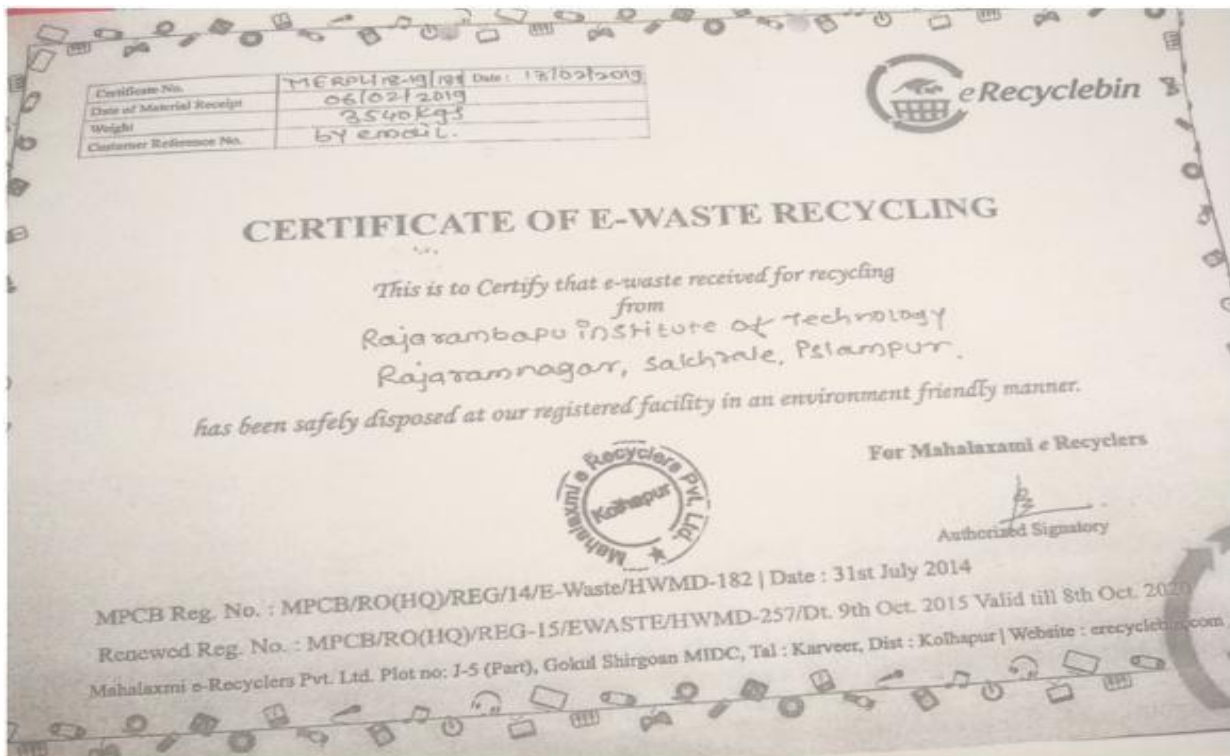 Certificate No. MERPL/18-19/188 Date : 13/02/2019
Date of Material Receipt 06/02/2019
Weight 3540 kgs
Customer Reference No. by email.
eRecyclebin
CERTIFICATE OF E-WASTE RECYCLING
This is to Certify that e-waste received for recycling
from
Rajarambapu institute of Technology
Rajaramnagar, Sakhrale, Islampur.
has been safely disposed at our registered facility in an environment friendly manner.
For Mahalaxami e Recyclers
Mahalaxmi e Recyclers Pvt. Ltd.
Kolhapur
Authorized Signatory
MPCB Reg. No. : MPCB/RO(HQ)/REG/14/E-Waste/HWMD-182 | Date : 31st July 2014
Renewed Reg. No. : MPCB/RO(HQ)/REG-15/EWASTE/HWMD-257/Dt. 9th Oct. 2015 Valid till 8th Oct. 2020
Mahalaxmi e-Recyclers Pvt. Ltd. Plot no: J-5 (Part), Gokul Shirgoan MIDC, Tal : Karveer, Dist : Kolhapur | Website : erecyclebin.com